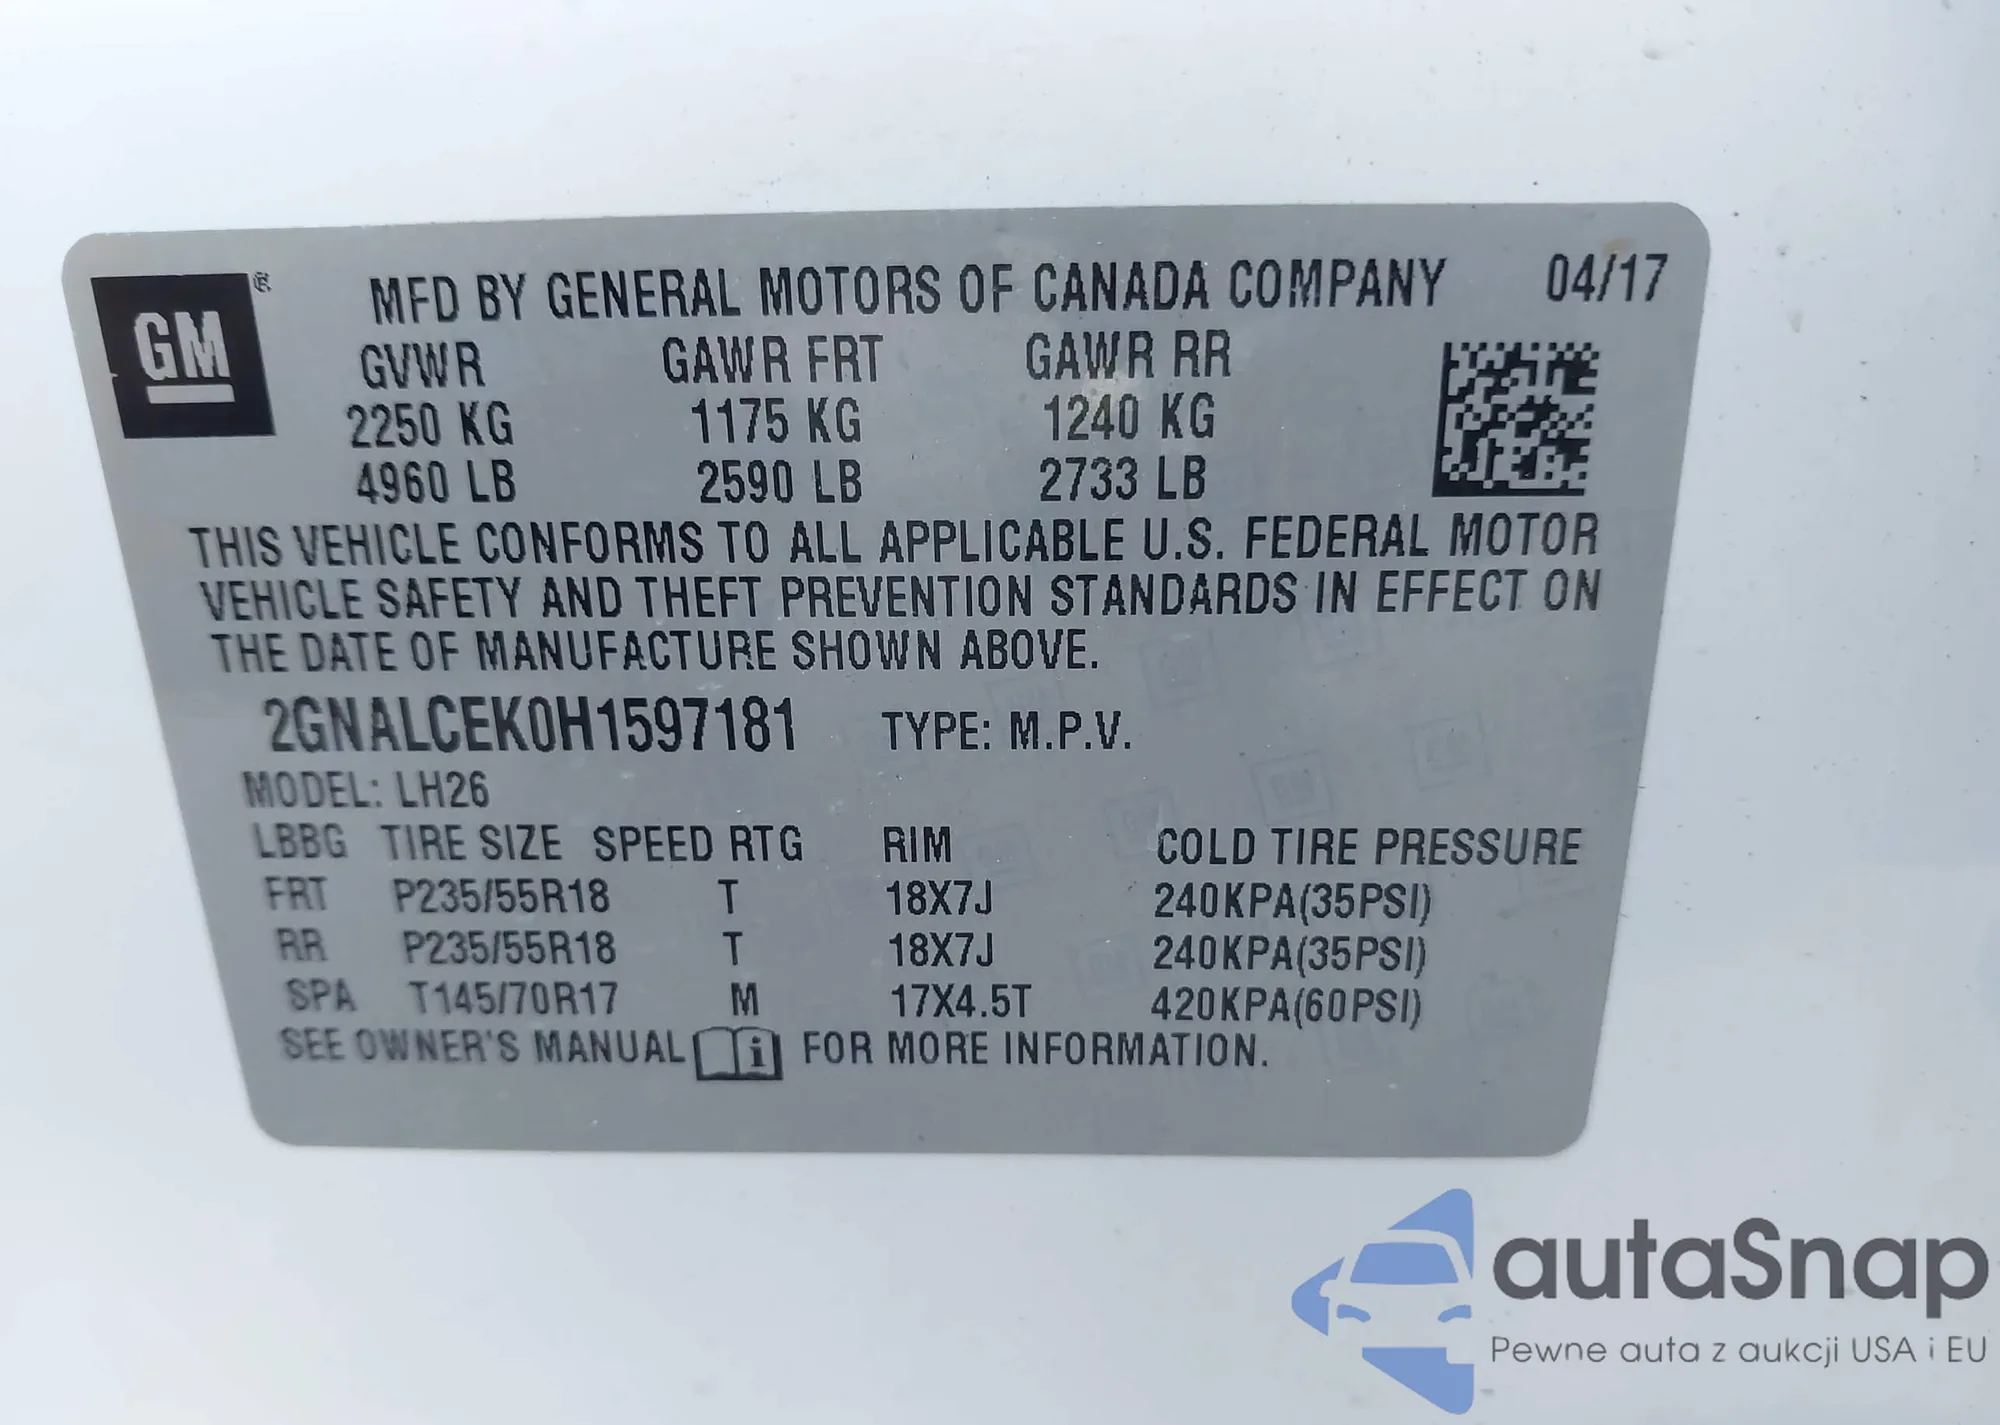 GM ®
MFD BY GENERAL MOTORS OF CANADA COMPANY 04/17
GVWR GAWR FRT GAWR RR
2250 KG 1175 KG 1240 KG
4960 LB 2590 LB 2733 LB
THIS VEHICLE CONFORMS TO ALL APPLICABLE U.S. FEDERAL MOTOR
VEHICLE SAFETY AND THEFT PREVENTION STANDARDS IN EFFECT ON
THE DATE OF MANUFACTURE SHOWN ABOVE.
2GNALCEK0H1597181 TYPE: M.P.V.
MODEL: LH26
LBBG TIRE SIZE SPEED RTG RIM COLD TIRE PRESSURE
FRT P235/55R18 T 18X7J 240KPA(35PSI)
RR P235/55R18 T 18X7J 240KPA(35PSI)
SPA T145/70R17 M 17X4.5T 420KPA(60PSI)
SEE OWNER'S MANUAL i FOR MORE INFORMATION.
autaSnap
Pewne auta z aukcji USA i EU